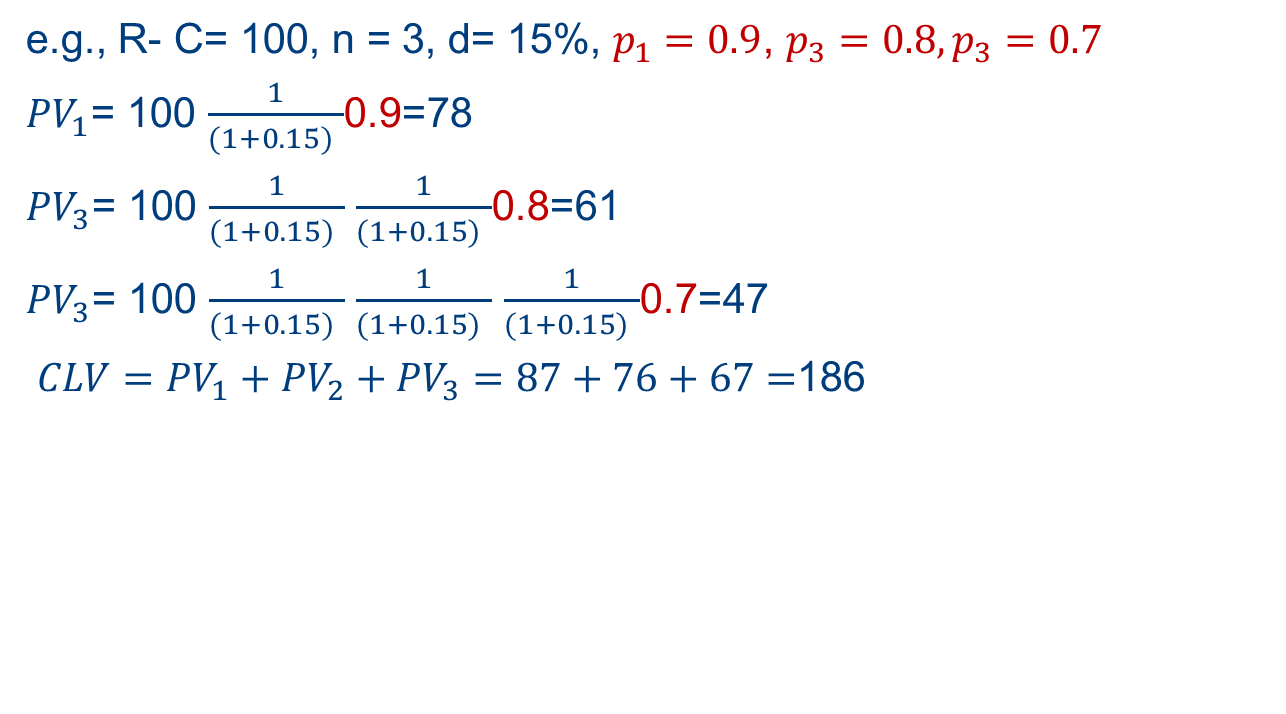 e.g., R- C= 100, n = 3, d= 15%, p₁ = 0.9, p₃ = 0.8, p₃ = 0.7
PV₁= 100 1/(1+0.15) 0.9=78
PV₃= 100 1/(1+0.15) 1/(1+0.15) 0.8=61
PV₃= 100 1/(1+0.15) 1/(1+0.15) 1/(1+0.15) 0.7=47
CLV = PV₁ + PV₂ + PV₃ = 87 + 76 + 67 =186